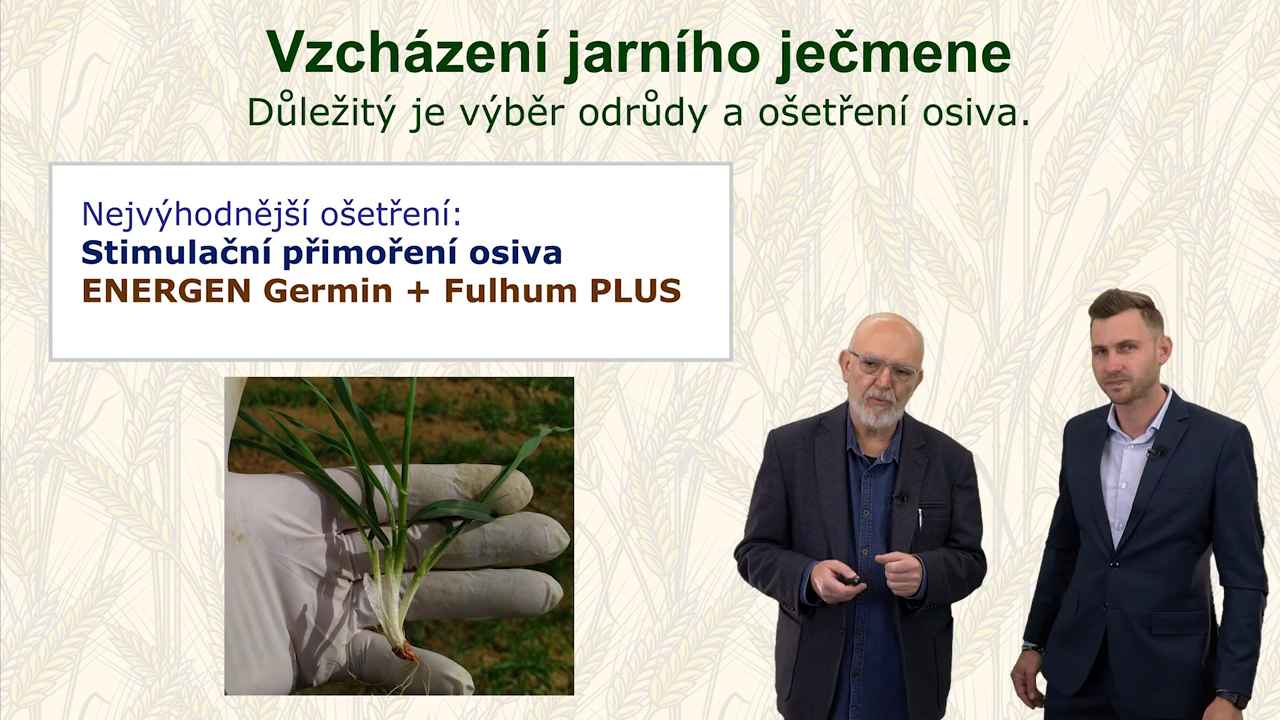 Vzcházení jarního ječmene
Důležitý je výběr odrůdy a ošetření osiva.
Nejvýhodnější ošetření:
Stimulační přimoření osiva
ENERGEN Germin + Fulhum PLUS